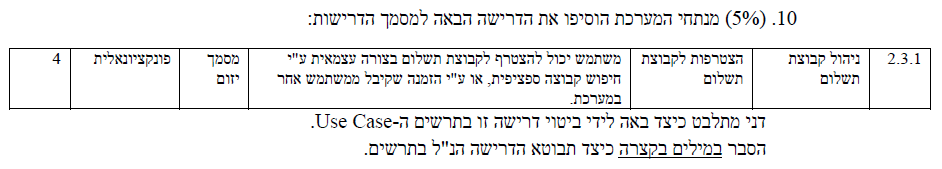 10. (5%) מנתחי המערכת הוסיפו את הדרישה הבאה למסמך הדרישות:
2.3.1 ניהול קבוצת תשלום הצטרפות לקבוצת תשלום משתמש יכול להצטרף לקבוצת תשלום בצורה עצמאית ע"י חיפוש קבוצה ספציפית, או ע"י הזמנה שקיבל ממשתמש אחר במערכת. מסמך יזום פונקציונאלית 4
דני מתלבט כיצד באה לידי ביטוי דרישה זו בתרשים ה-Use Case.
הסבר במילים בקצרה כיצד תבוטא הדרישה הנ"ל בתרשים.